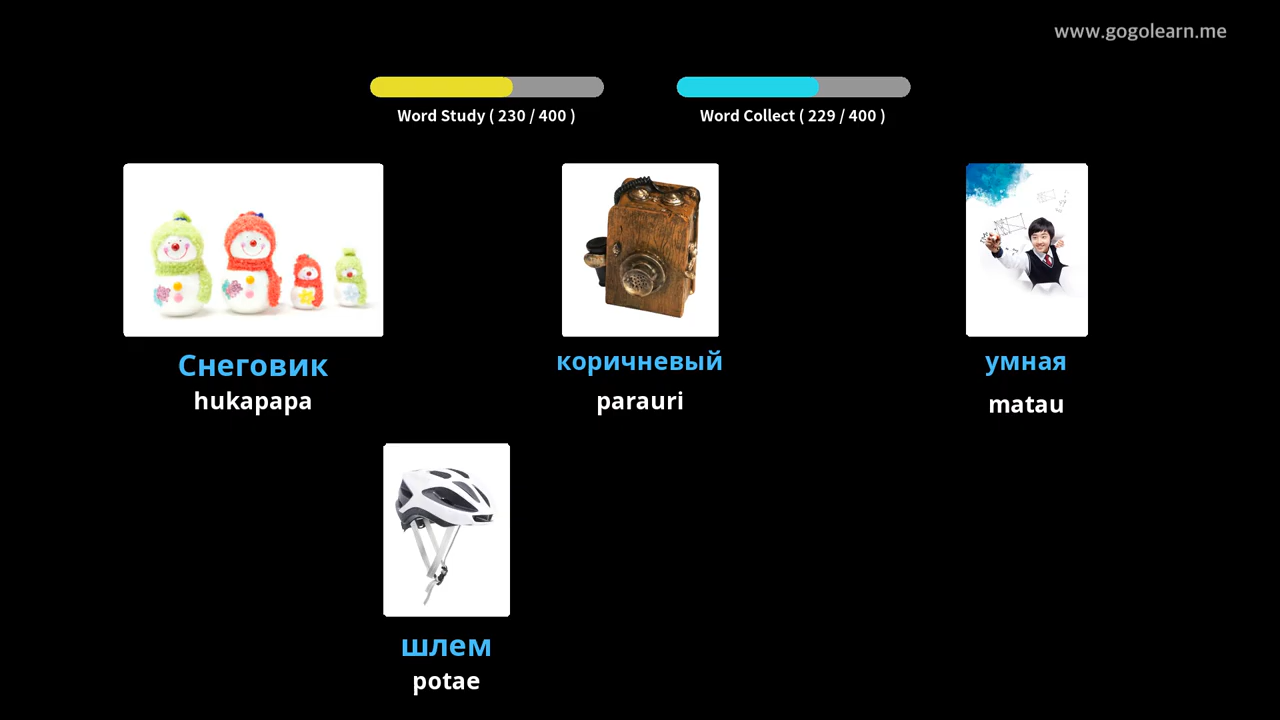 www.gogolearn.me
Word Study ( 230 / 400 )
Word Collect ( 229 / 400 )
Снеговик
hukapapa
коричневый
parauri
умная
matau
шлем
potae